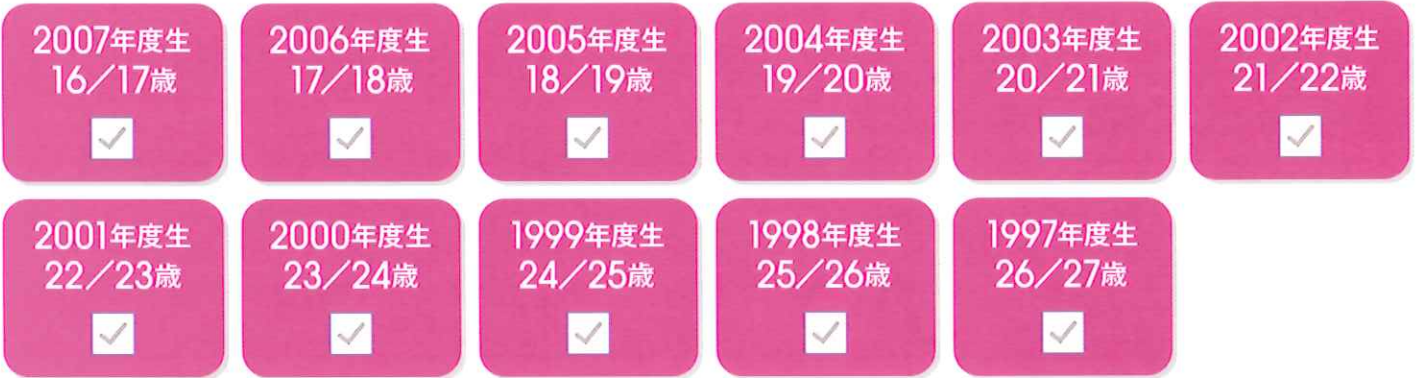 2007年度生
16／17歳
2006年度生
17／18歳
2005年度生
18／19歳
2004年度生
19／20歳
2003年度生
20／21歳
2002年度生
21／22歳
2001年度生
22／23歳
2000年度生
23／24歳
1999年度生
24／25歳
1998年度生
25／26歳
1997年度生
26／27歳